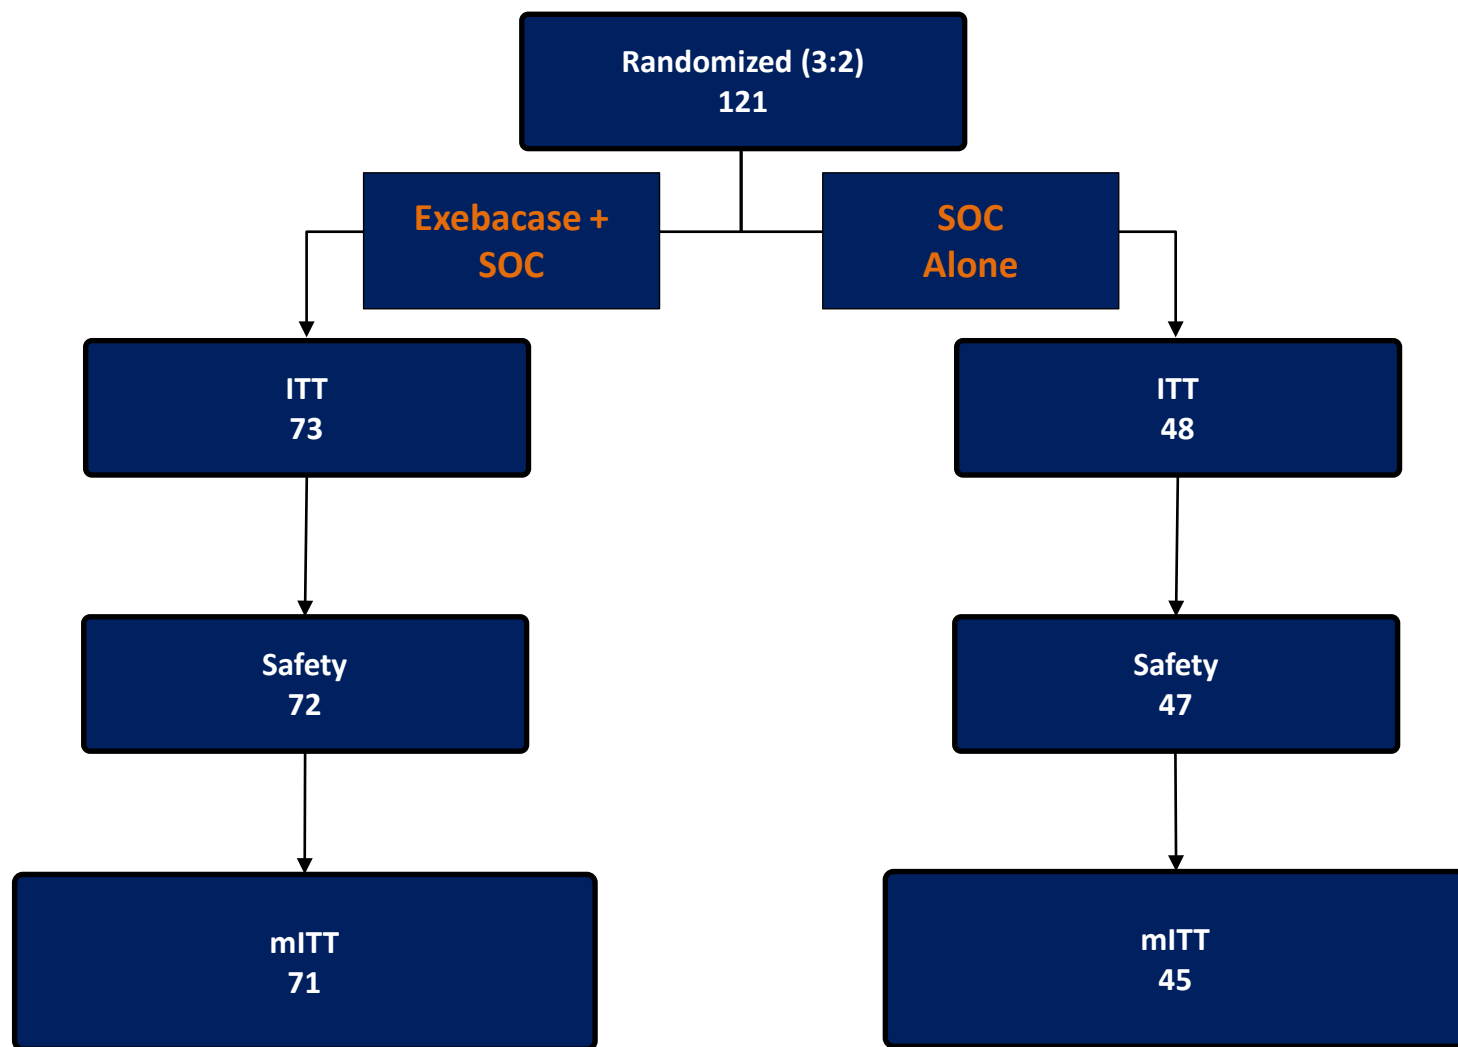 Randomized (3:2)
121
Exebacase +
SOC
SOC
Alone
ITT
73
ITT
48
Safety
72
Safety
47
mITT
71
mITT
45